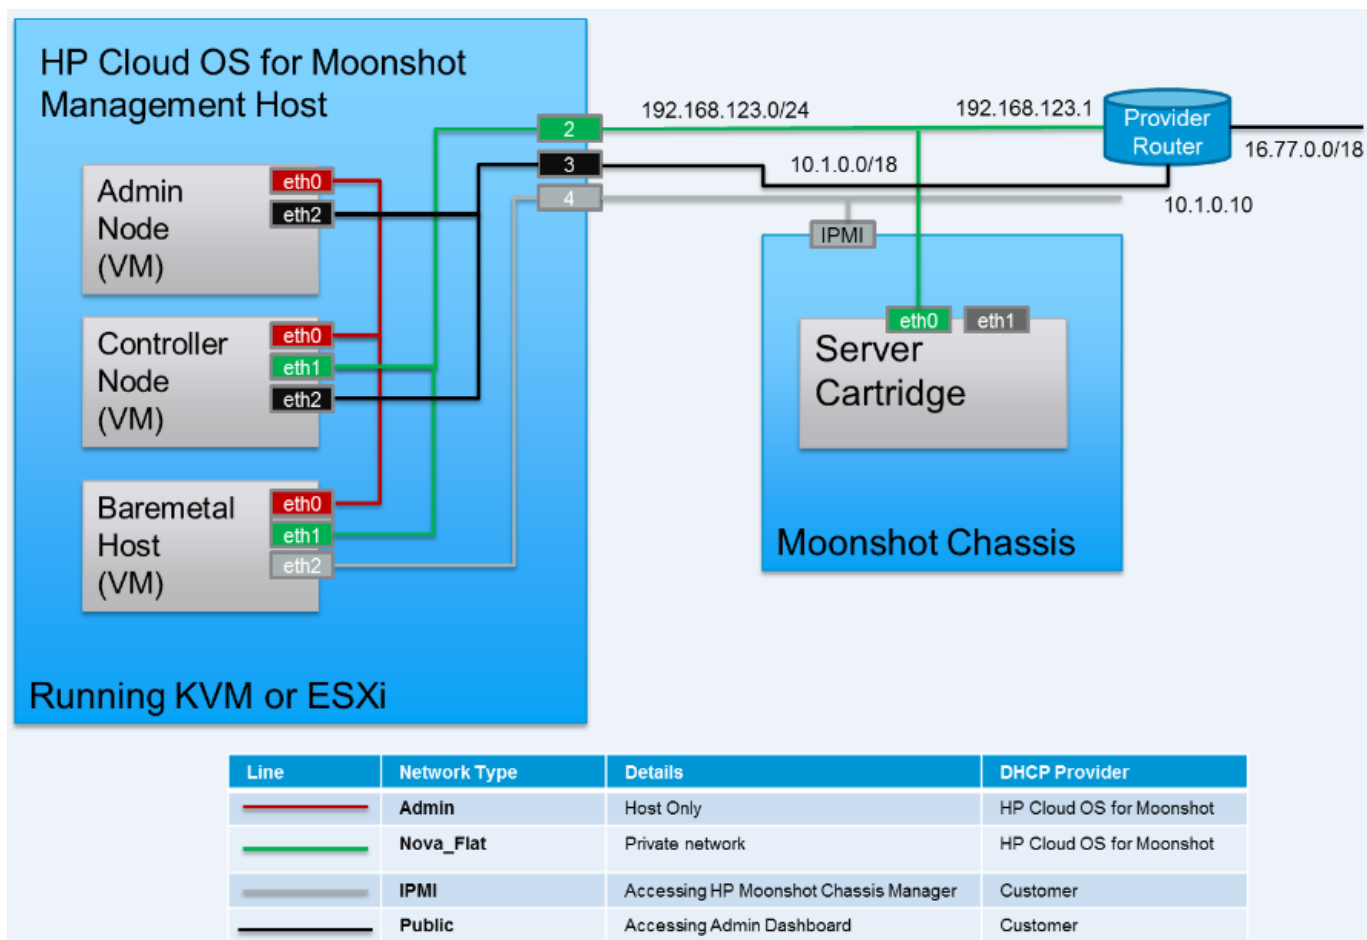 HP Cloud OS for Moonshot
Management Host
Admin
Node
(VM)
eth0
eth2
Controller
Node
(VM)
eth0
eth1
eth2
Baremetal
Host
(VM)
eth0
eth1
eth2
Running KVM or ESXi
2
3
4
192.168.123.0/24
192.168.123.1
10.1.0.0/18
Provider
Router
16.77.0.0/18
10.1.0.10
IPMI
eth0
eth1
Server
Cartridge
Moonshot Chassis
Line Network Type Details DHCP Provider
Admin Host Only HP Cloud OS for Moonshot
Nova_Flat Private network HP Cloud OS for Moonshot
IPMI Accessing HP Moonshot Chassis Manager Customer
Public Accessing Admin Dashboard Customer